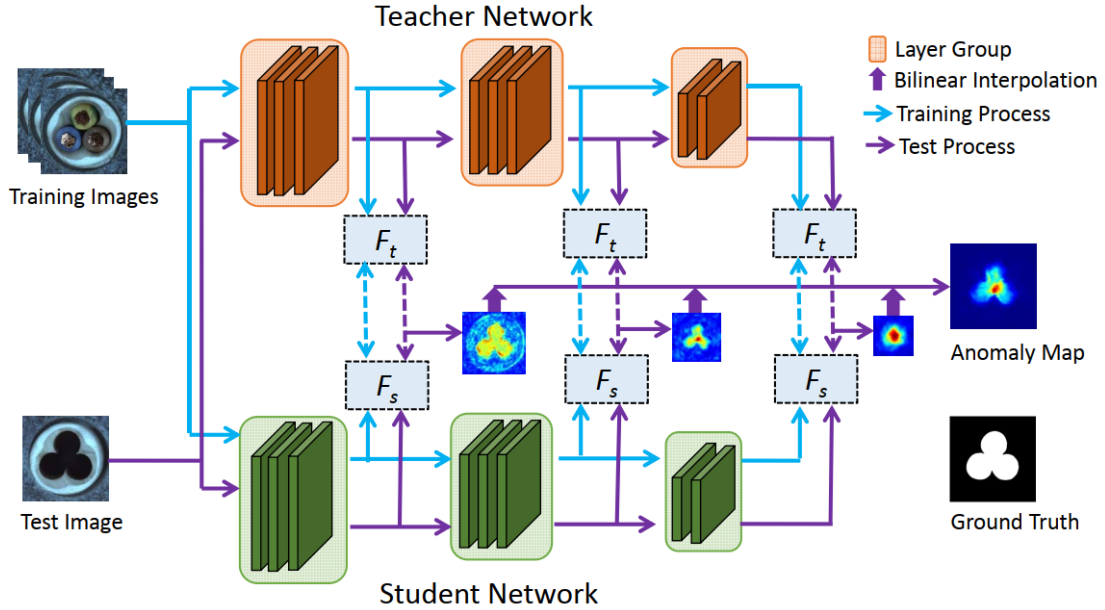 Teacher Network
Layer Group
Bilinear Interpolation
Training Process
Test Process
Training Images
F_t
F_t
F_t
Anomaly Map
F_s
F_s
F_s
Test Image
Ground Truth
Student Network